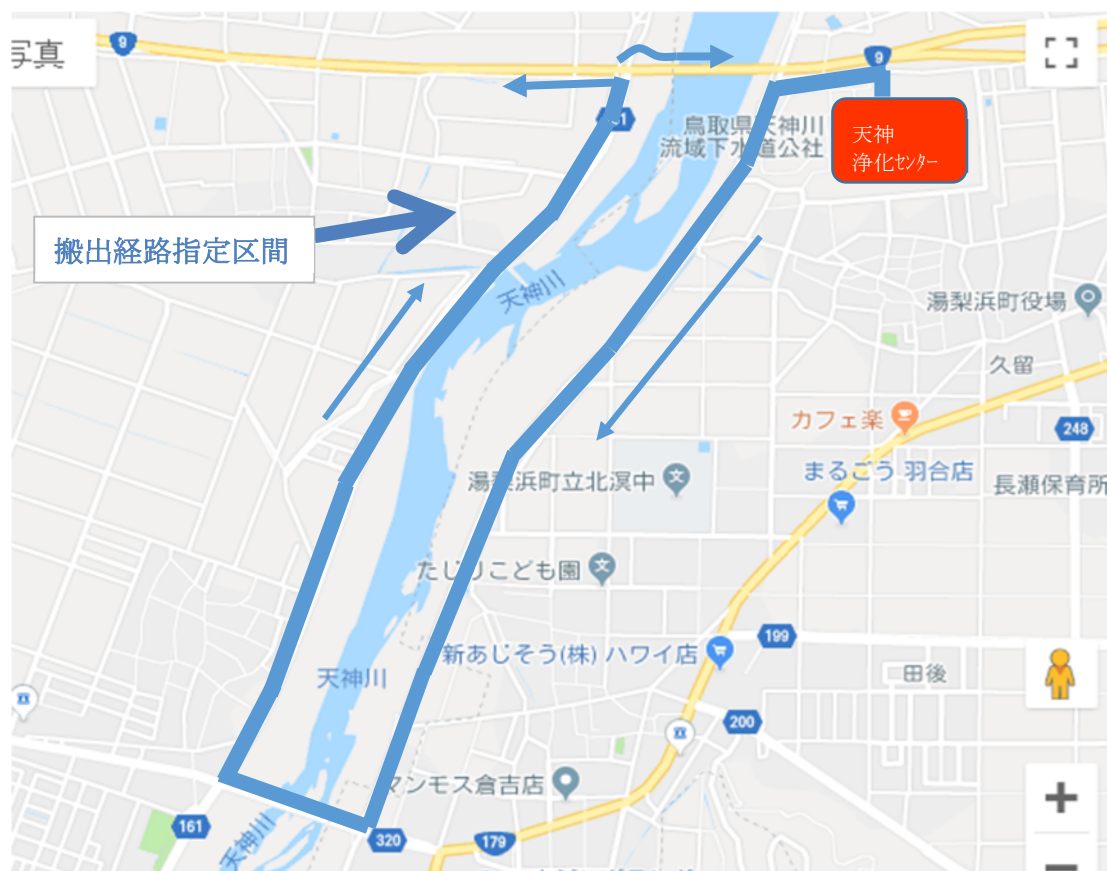 写真
9
9
鳥取県天神川
流域下水道公社
天神
浄化センター
搬出経路指定区間
天神川
湯梨浜町役場
久留
カフェ楽
248
まるごう 羽合店
湯梨浜町立北溟中
長瀬保育所
たじりこども園
199
新あじそう(株) ハワイ店
天神川
田後
200
マンモス倉吉店
161
320
179
天神川